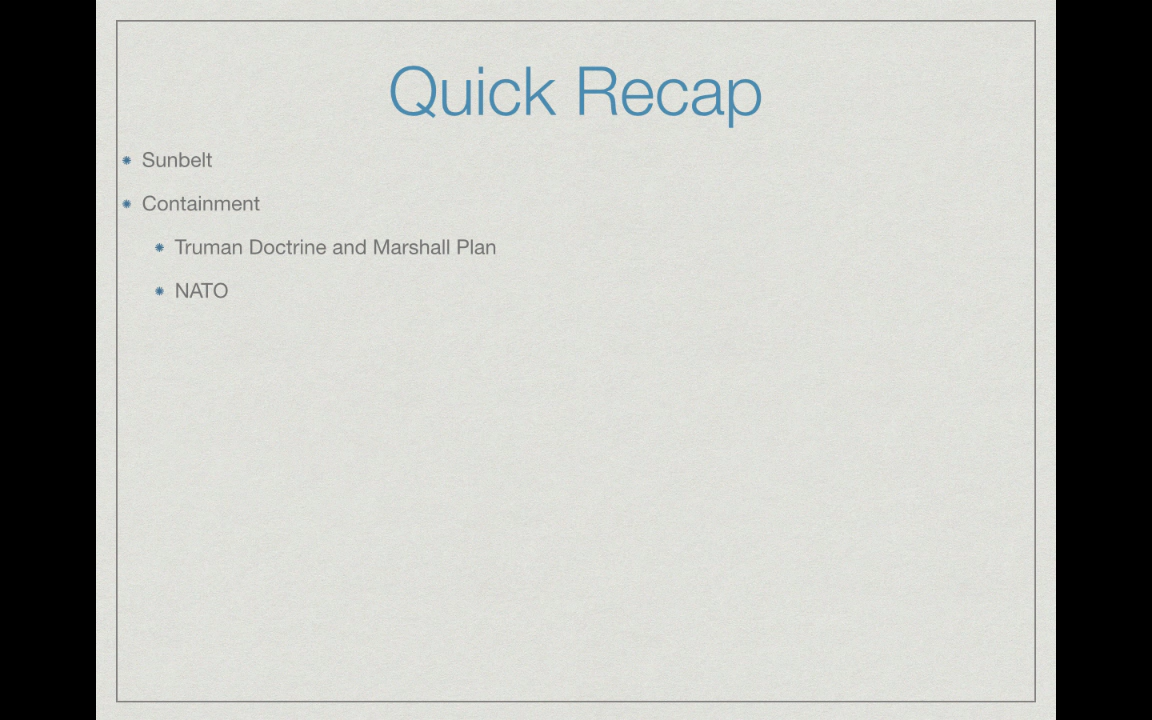 Quick Recap
Sunbelt
Containment
Truman Doctrine and Marshall Plan
NATO